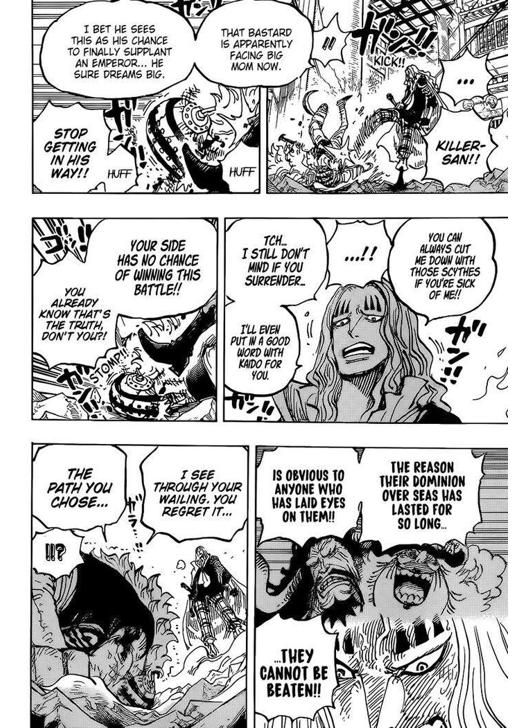 ガン!!
!!
KICK!!
...
KILLER-
SAN!!
THAT BASTARD
IS APPARENTLY
FACING BIG
MOM NOW.
I BET HE SEES
THIS AS HIS CHANCE
TO FINALLY SUPPLANT
AN EMPEROR... HE
SURE DREAMS BIG.
STOP
GETTING
IN HIS
WAY!!
HUFF
HUFF
YOU CAN
ALWAYS CUT
ME DOWN WITH
THOSE SCYTHES
IF YOU'RE SICK
OF ME!!
...!!
TCH...
I STILL DON'T
MIND IF YOU
SURRENDER...
I'LL EVEN
PUT IN A GOOD
WORD WITH
KAIDO FOR
YOU.
ガン!!
YOUR SIDE
HAS NO CHANCE
OF WINNING THIS
BATTLE!!
YOU
ALREADY
KNOW THAT'S
THE TRUTH,
DON'T YOU?!
STOMP!!
THE REASON
THEIR DOMINION
OVER SEAS HAS
LASTED FOR
SO LONG...
IS OBVIOUS TO
ANYONE WHO
HAS LAID EYES
ON THEM!!
...THEY
CANNOT BE
BEATEN!!
I SEE
THROUGH YOUR
WAILING. YOU
REGRET IT...
THE
PATH YOU
CHOSE...
!!?